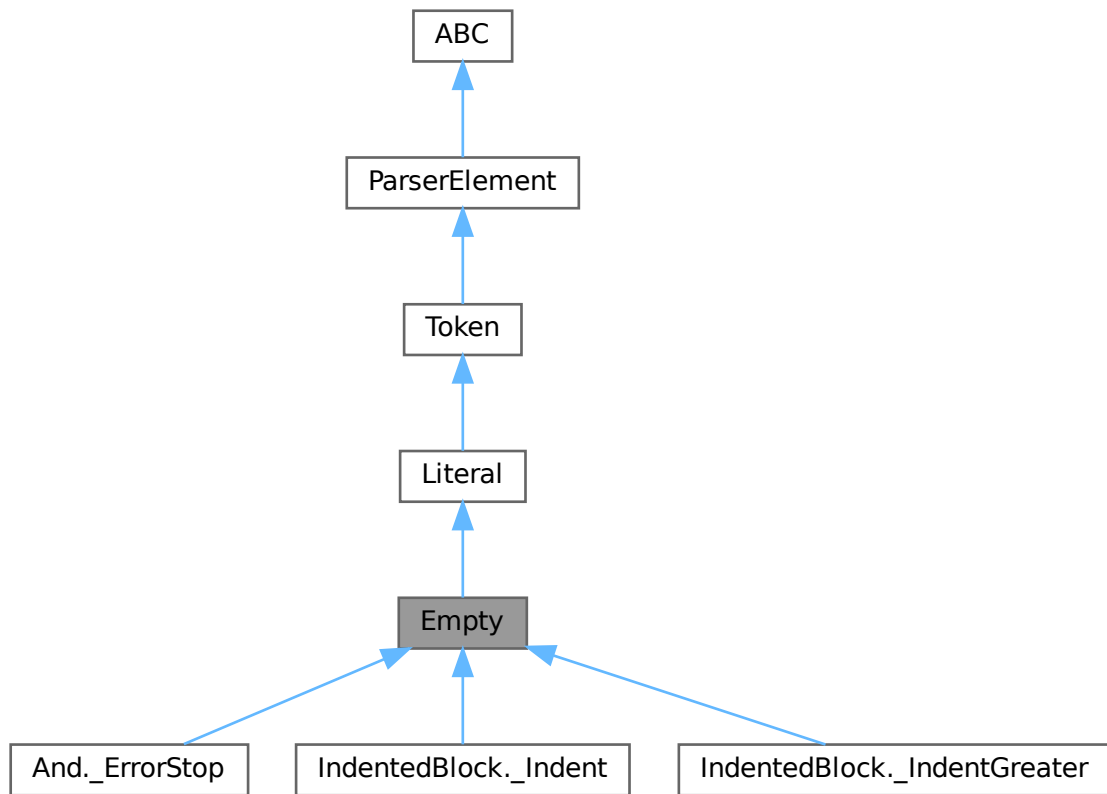 ABC
ParserElement
Token
Literal
Empty
And._ErrorStop
IndentedBlock._Indent
IndentedBlock._IndentGreater